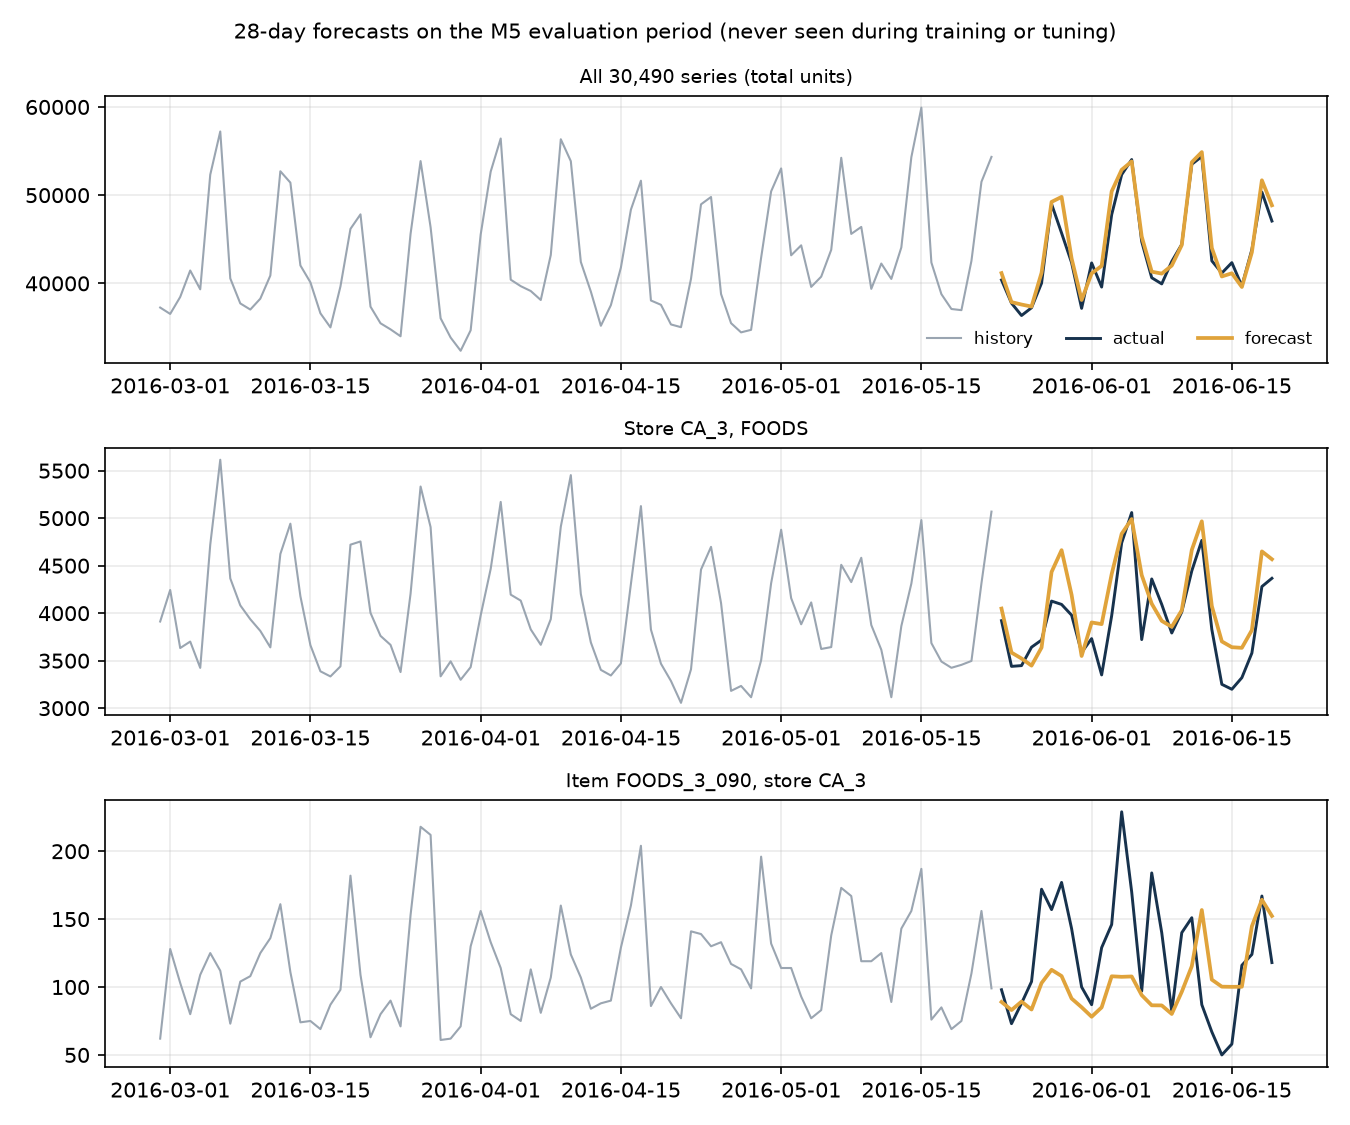 28-day forecasts on the M5 evaluation period (never seen during training or tuning)
All 30,490 series (total units)
60000
50000
40000
history actual forecast
2016-03-01 2016-03-15 2016-04-01 2016-04-15 2016-05-01 2016-05-15 2016-06-01 2016-06-15
Store CA_3, FOODS
5500
5000
4500
4000
3500
3000
2016-03-01 2016-03-15 2016-04-01 2016-04-15 2016-05-01 2016-05-15 2016-06-01 2016-06-15
Item FOODS_3_090, store CA_3
200
150
100
50
2016-03-01 2016-03-15 2016-04-01 2016-04-15 2016-05-01 2016-05-15 2016-06-01 2016-06-15